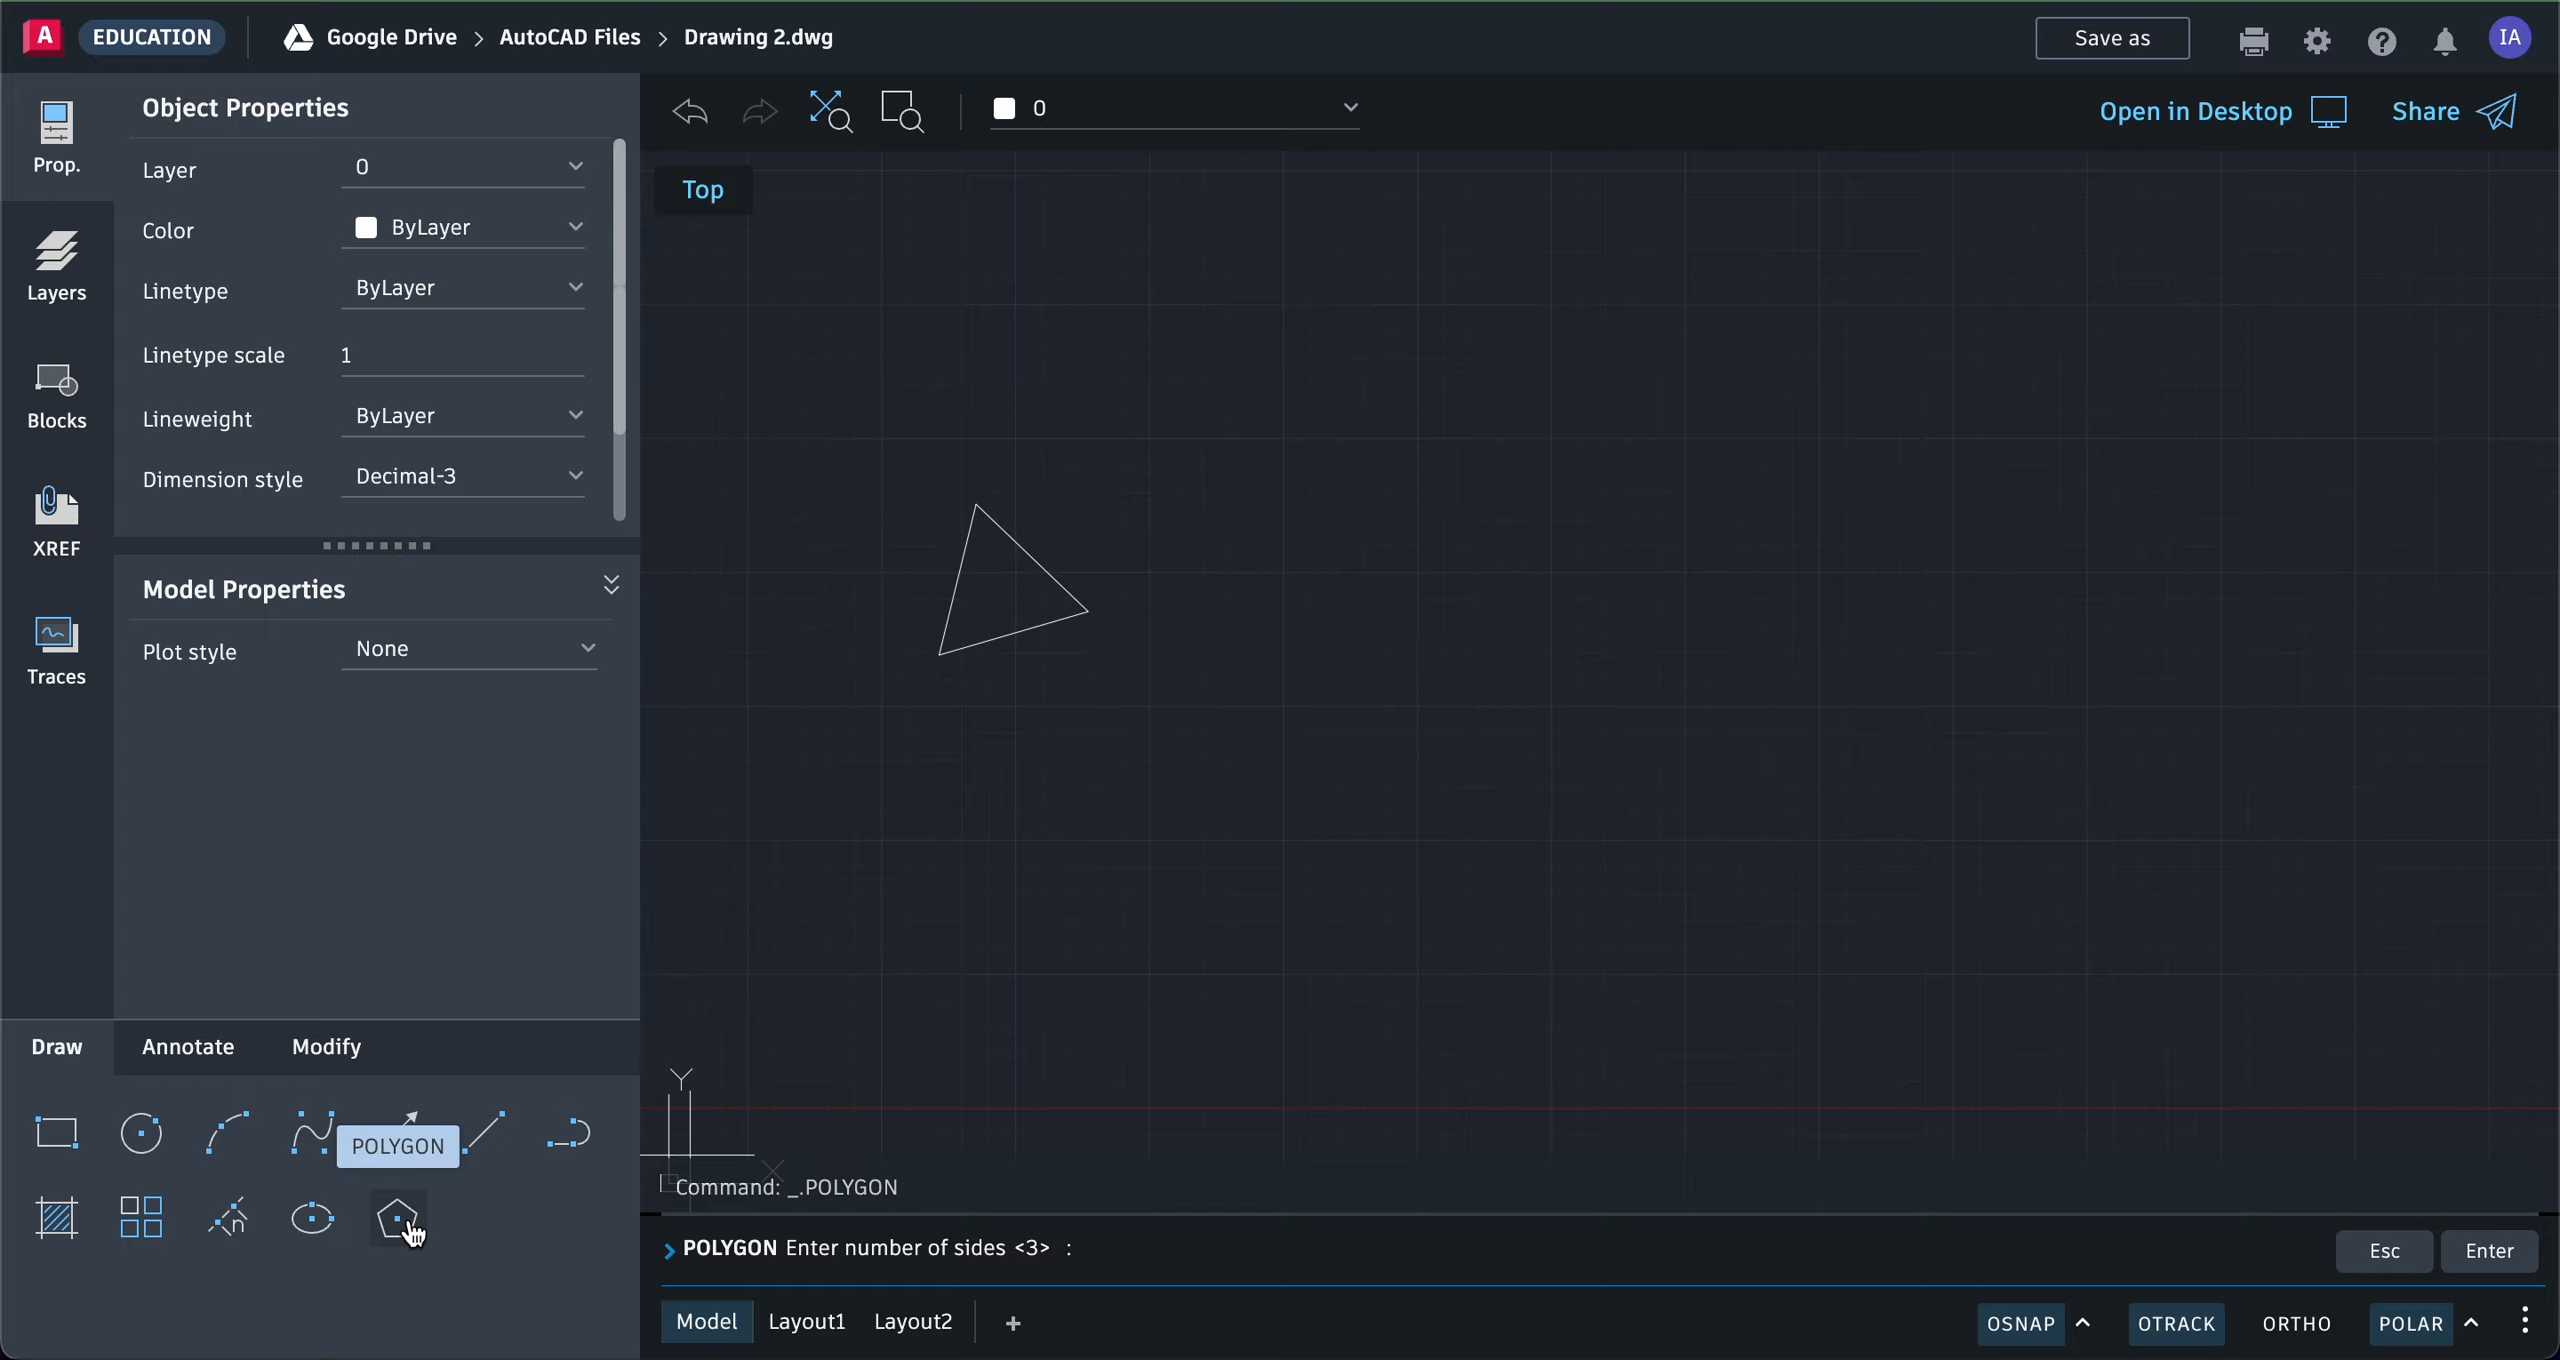 A EDUCATION Google Drive > AutoCAD Files > Drawing 2.dwg Save as IA
Prop.
Layers
Blocks
XREF
Traces
Object Properties
Layer 0
Color ByLayer
Linetype ByLayer
Linetype scale 1
Lineweight ByLayer
Dimension style Decimal-3
Model Properties
Plot style None
0
Open in Desktop Share
Top
Draw Annotate Modify
POLYGON
n
Y
X
Command: _.POLYGON
POLYGON Enter number of sides <3> :
Esc Enter
Model Layout1 Layout2 +
OSNAP OTRACK ORTHO POLAR